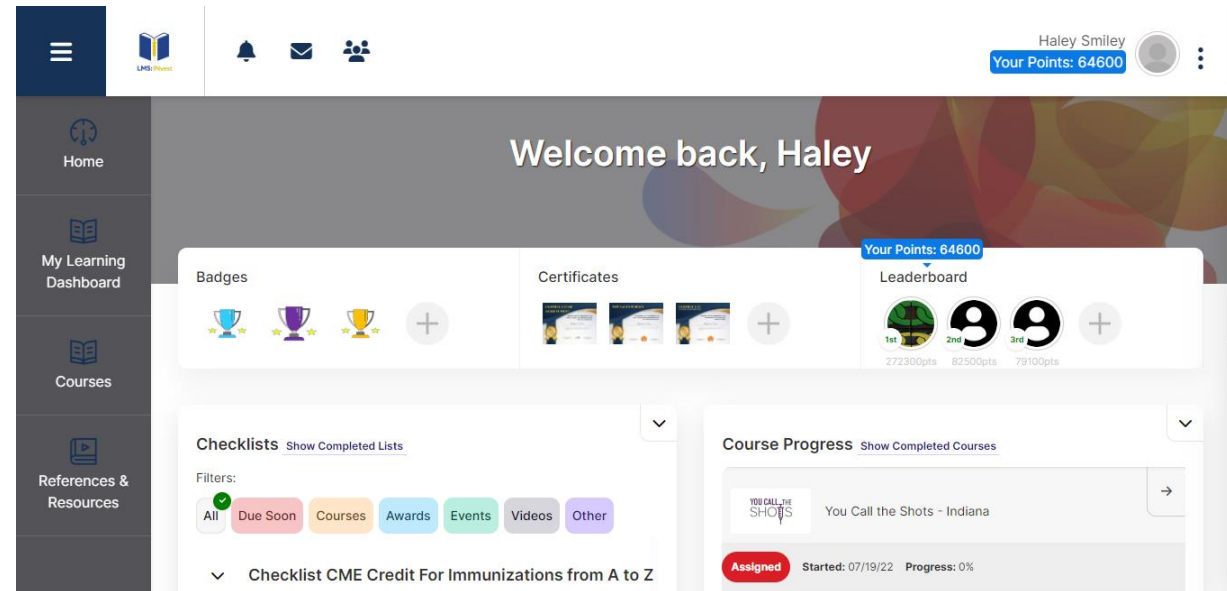 LMS: INvest
Haley Smiley
Your Points: 64600
Home
My Learning
Dashboard
Courses
References &
Resources
Welcome back, Haley
Badges
Certificates
Your Points: 64600
Leaderboard
1st
2nd
3rd
272300pts
82500pts
79100pts
Checklists Show Completed Lists
Filters:
All
Due Soon
Courses
Awards
Events
Videos
Other
Checklist CME Credit For Immunizations from A to Z
Course Progress Show Completed Courses
YOU CALL THE
SHOTS
You Call the Shots - Indiana
Assigned
Started: 07/19/22 Progress: 0%